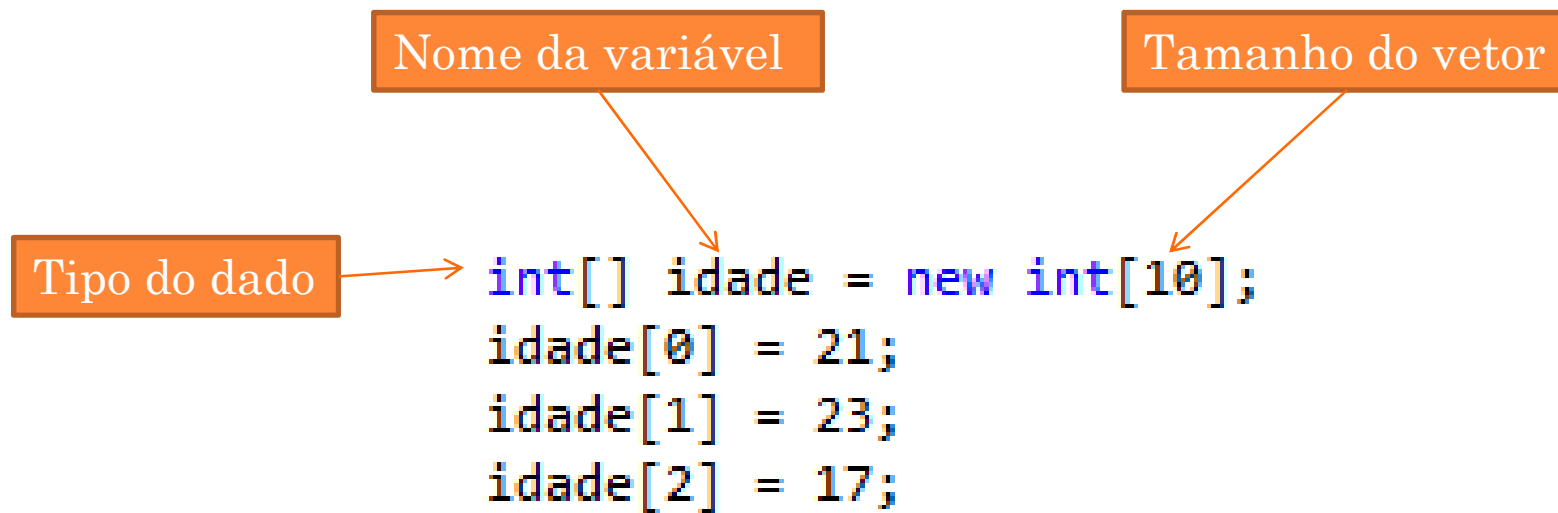 Nome da variável
Tamanho do vetor
Tipo do dado
int[] idade = new int[10];
idade[0] = 21;
idade[1] = 23;
idade[2] = 17;